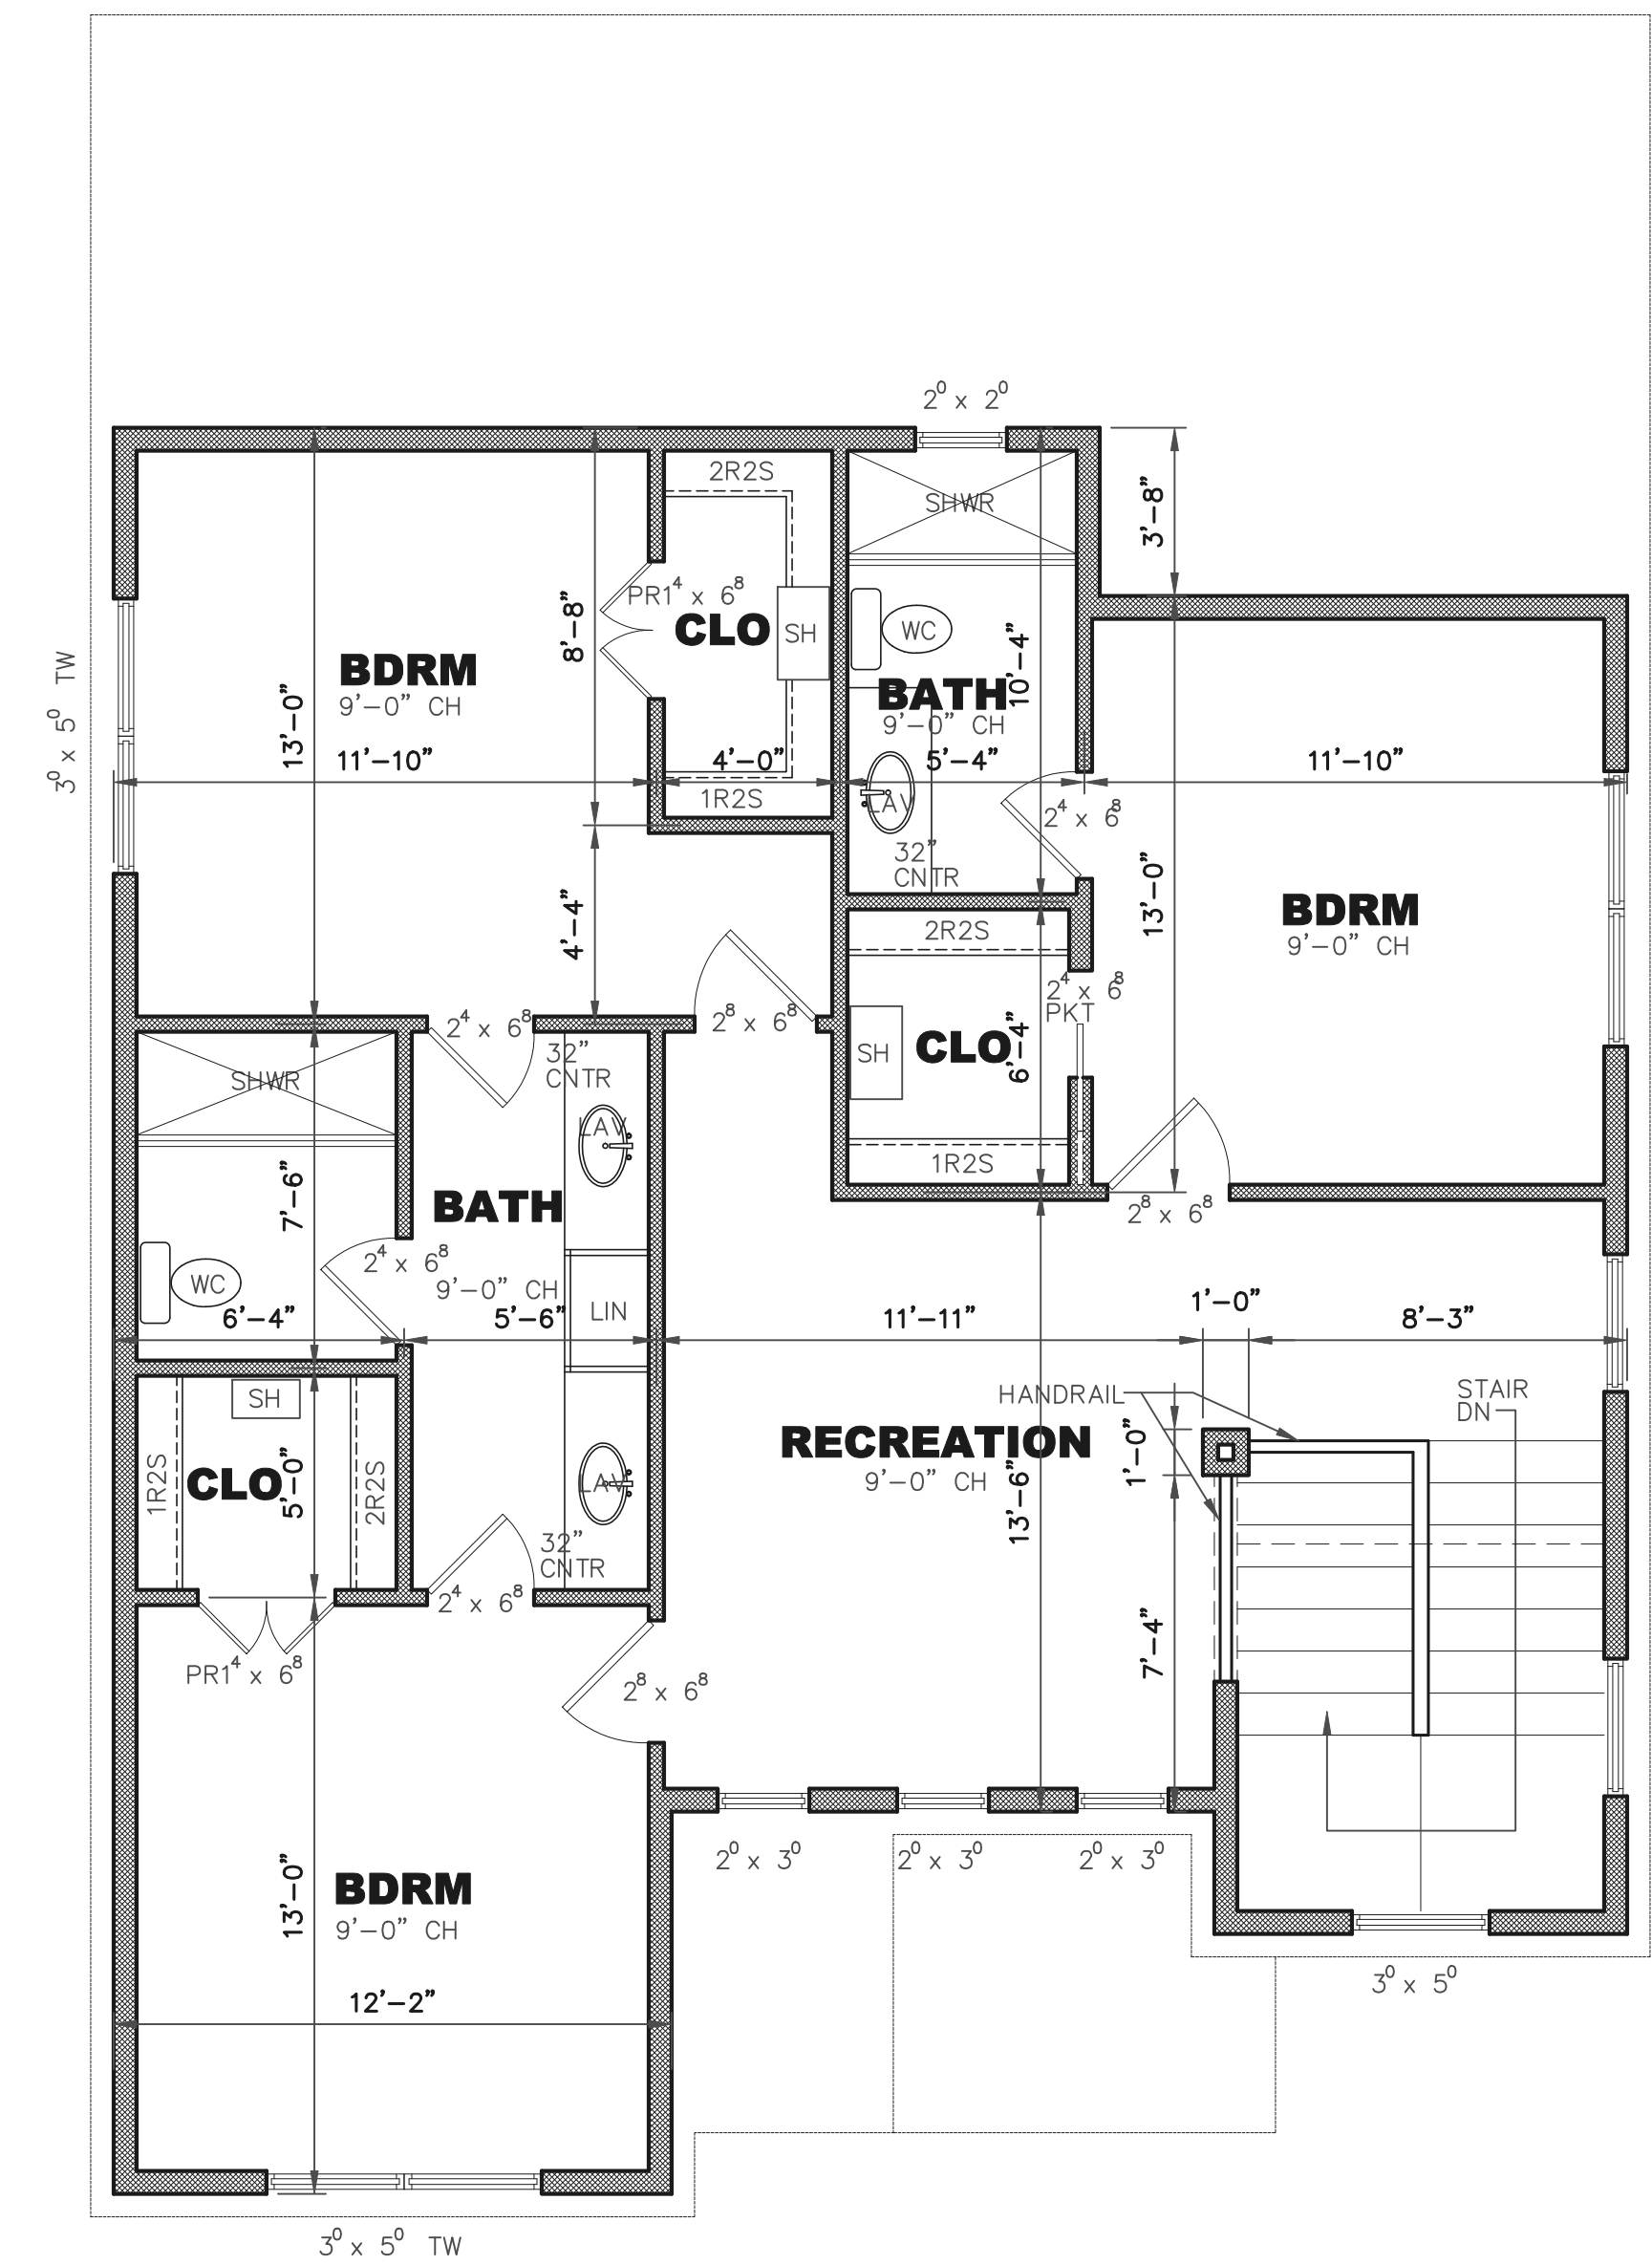 2⁰ x 2⁰
2R2S
SHWR
3'-8"
PR1⁴ x 6⁸
CLO
SH
WC
8'-8"
BDRM
9'-0" CH
13'-0"
BATH
9'-0" CH
10'-4"
3⁰ x 5⁰ TW
11'-10"
4'-0"
5'-4"
11'-10"
1R2S
LAV
2⁴ x 6⁸
32"
CNTR
4'-4"
13'-0"
BDRM
9'-0" CH
2R2S
2⁴ x 6⁸
PKT
2⁴ x 6⁸
2⁸ x 6⁸
32"
CNTR
SH
CLO
6'-4"
SHWR
LAV
1R2S
7'-6"
BATH
2⁸ x 6⁸
2⁴ x 6⁸
WC
9'-0" CH
LIN
6'-4"
5'-6"
11'-11"
1'-0"
8'-3"
SH
HANDRAIL
STAIR
DN
1R2S
CLO
5'-0"
2R2S
LAV
RECREATION
9'-0" CH
13'-6"
1'-0"
32"
CNTR
2⁴ x 6⁸
PR1⁴ x 6⁸
2⁸ x 6⁸
7'-4"
2⁰ x 3⁰
2⁰ x 3⁰
2⁰ x 3⁰
BDRM
9'-0" CH
13'-0"
12'-2"
3⁰ x 5⁰
3⁰ x 5⁰ TW